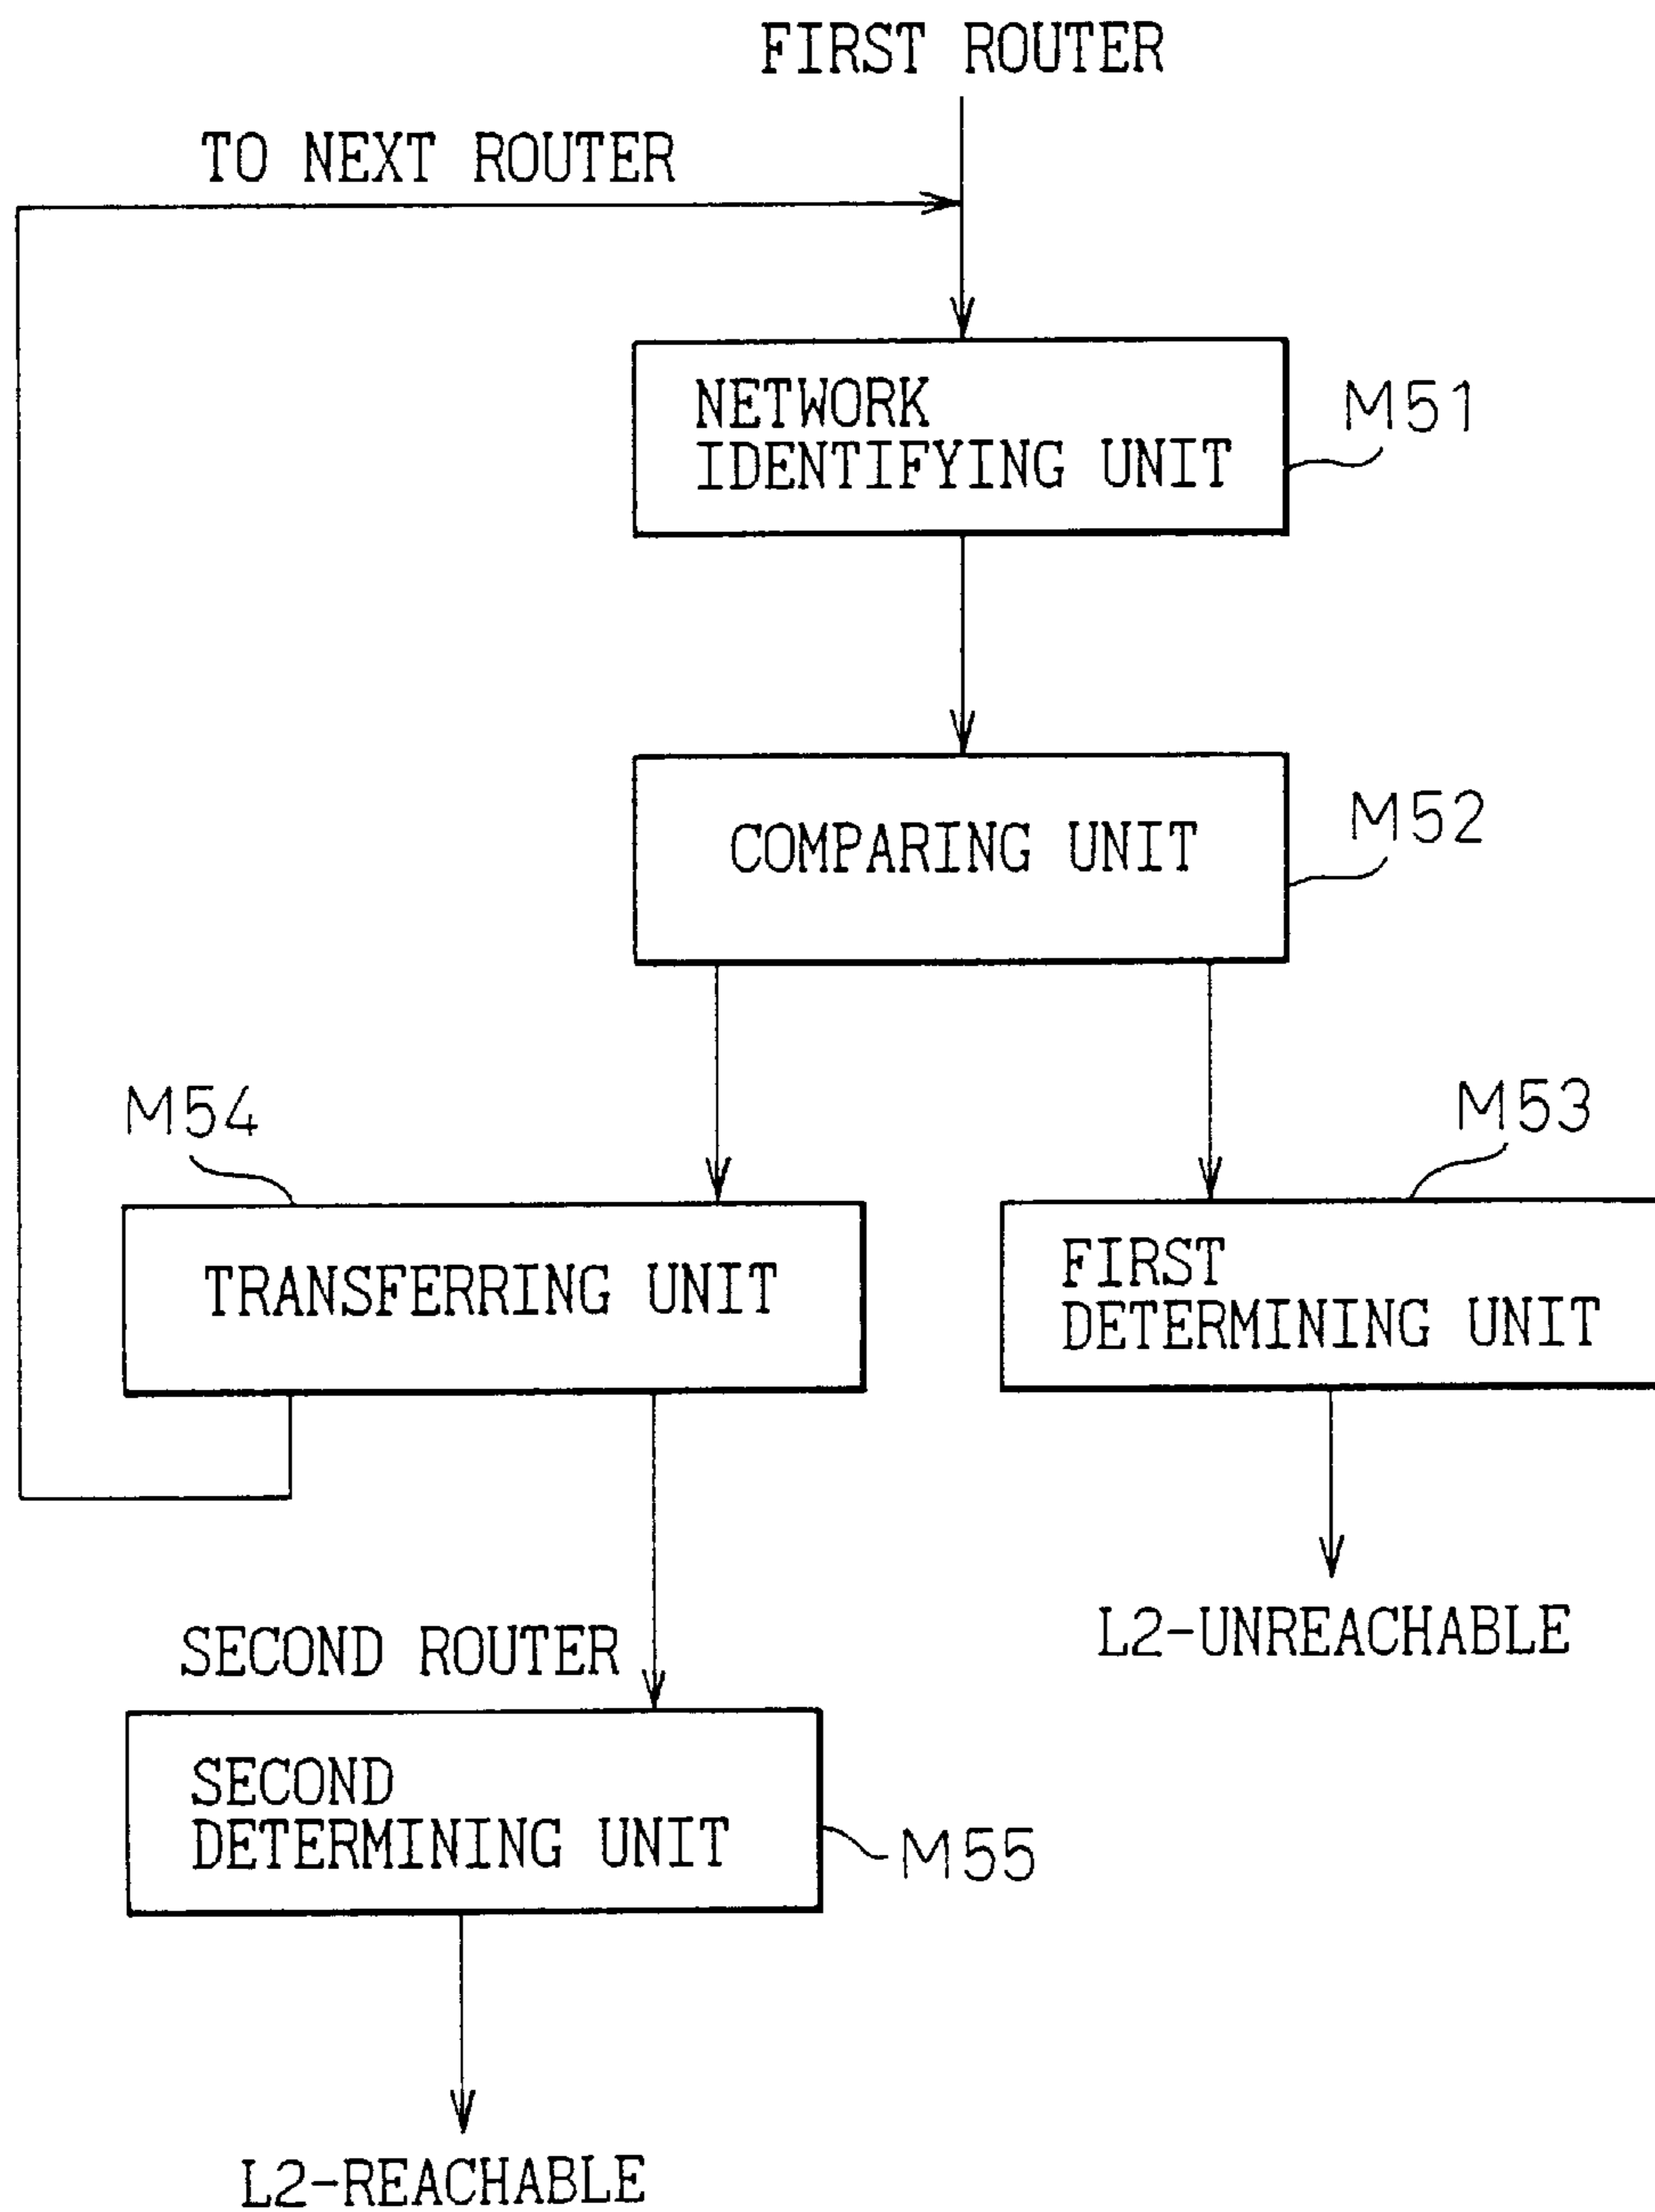 FIRST ROUTER
TO NEXT ROUTER
NETWORK
IDENTIFYING UNIT
M51
COMPARING UNIT
M52
M54
M53
TRANSFERRING UNIT
FIRST
DETERMINING UNIT
SECOND ROUTER
L2-UNREACHABLE
SECOND
DETERMINING UNIT
M55
L2-REACHABLE